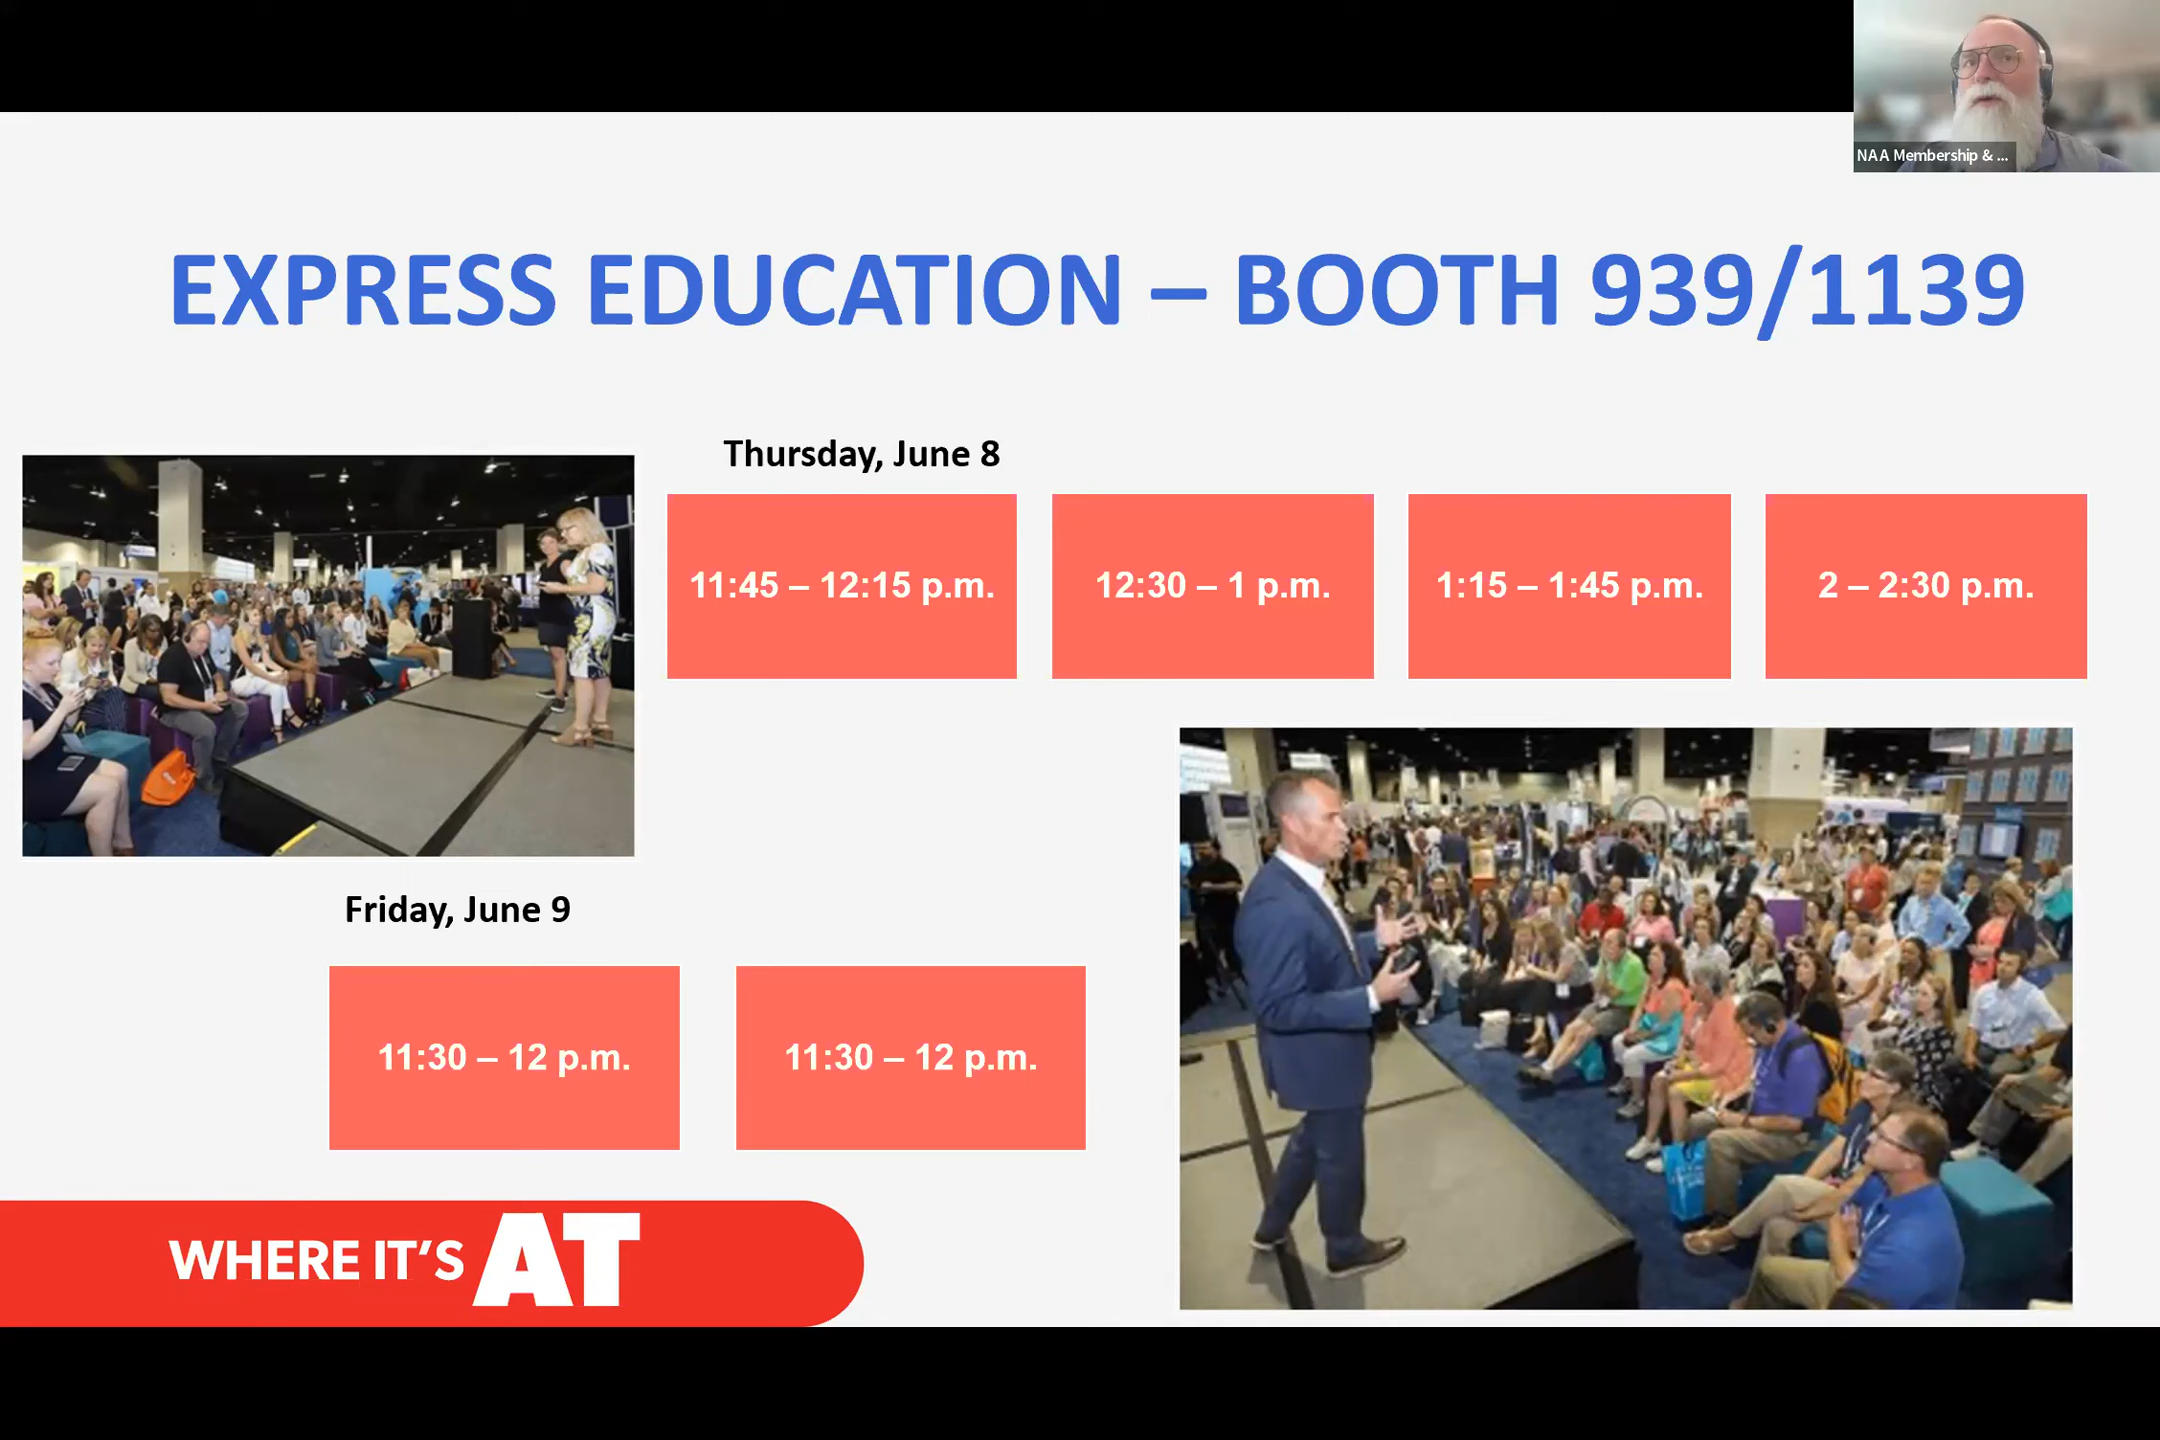 NAA Membership & ...
EXPRESS EDUCATION – BOOTH 939/1139
Thursday, June 8
11:45 – 12:15 p.m.
12:30 – 1 p.m.
1:15 – 1:45 p.m.
2 – 2:30 p.m.
Friday, June 9
11:30 – 12 p.m.
11:30 – 12 p.m.
WHERE IT'S AT